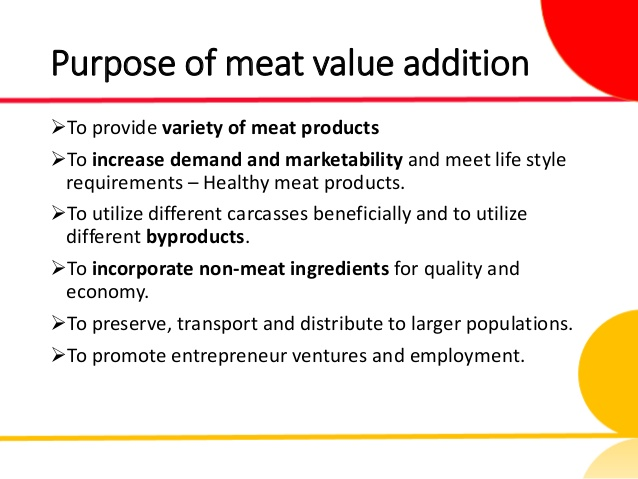 Purpose of meat value addition
➢To provide variety of meat products
➢To increase demand and marketability and meet life style
requirements – Healthy meat products.
➢To utilize different carcasses beneficially and to utilize
different byproducts.
➢To incorporate non-meat ingredients for quality and
economy.
➢To preserve, transport and distribute to larger populations.
➢To promote entrepreneur ventures and employment.